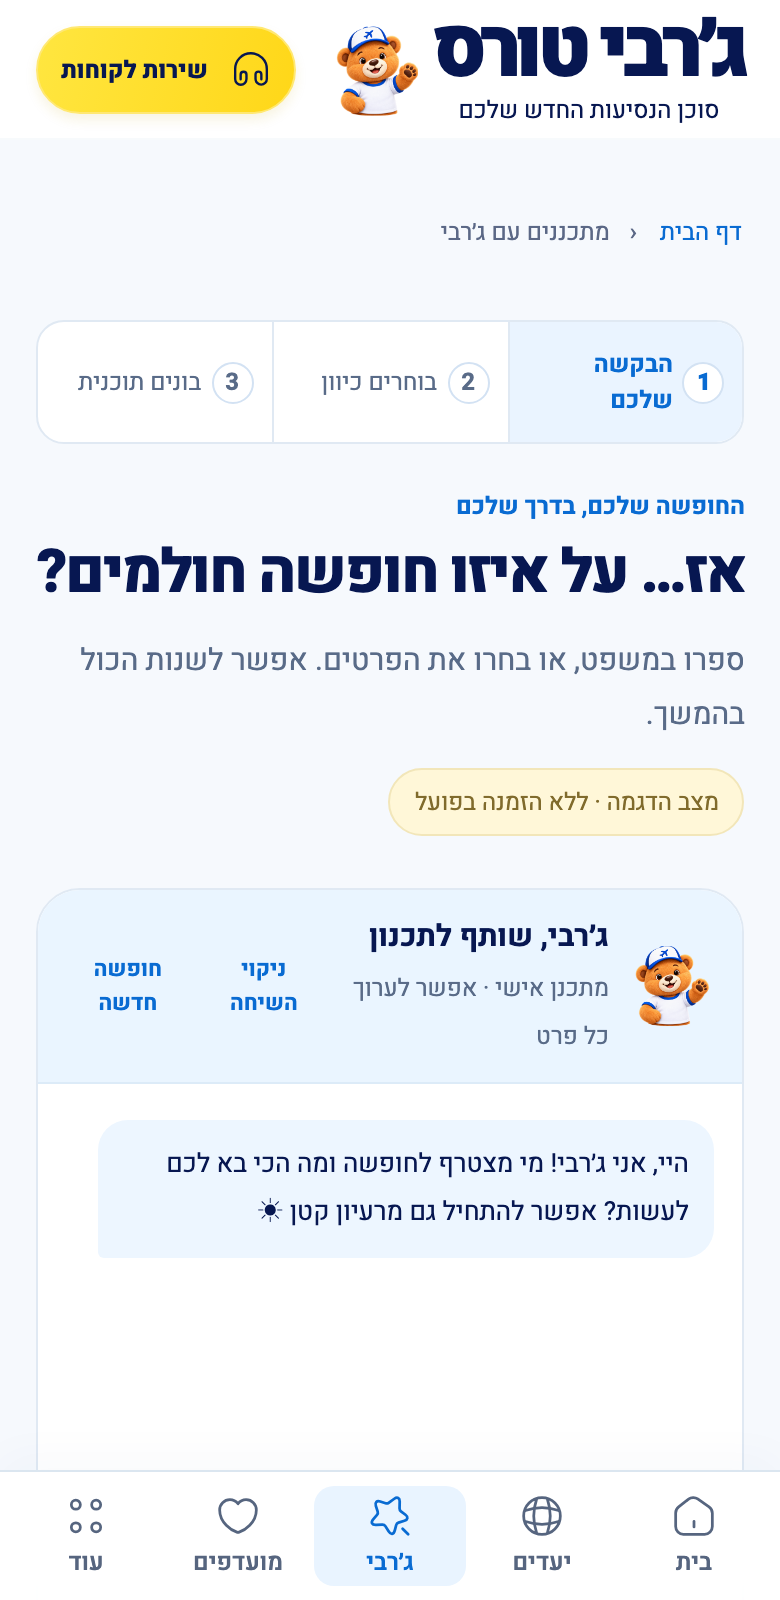 ג׳רבי טורס
סוכן הנסיעות החדש שלכם
שירות לקוחות
דף הבית › מתכננים עם ג׳רבי
1 הבקשה שלכם
2 בוחרים כיוון
3 בונים תוכנית
החופשה שלכם, בדרך שלכם
אז... על איזו חופשה חולמים?
ספרו במשפט, או בחרו את הפרטים. אפשר לשנות הכול
בהמשך.
מצב הדגמה · ללא הזמנה בפועל
ג׳רבי, שותף לתכנון
מתכנן אישי · אפשר לערוך
כל פרט
ניקוי
השיחה
חופשה
חדשה
היי, אני ג׳רבי! מי מצטרף לחופשה ומה הכי בא לכם
לעשות? אפשר להתחיל גם מרעיון קטן ☀
בית
יעדים
ג׳רבי
מועדפים
עוד